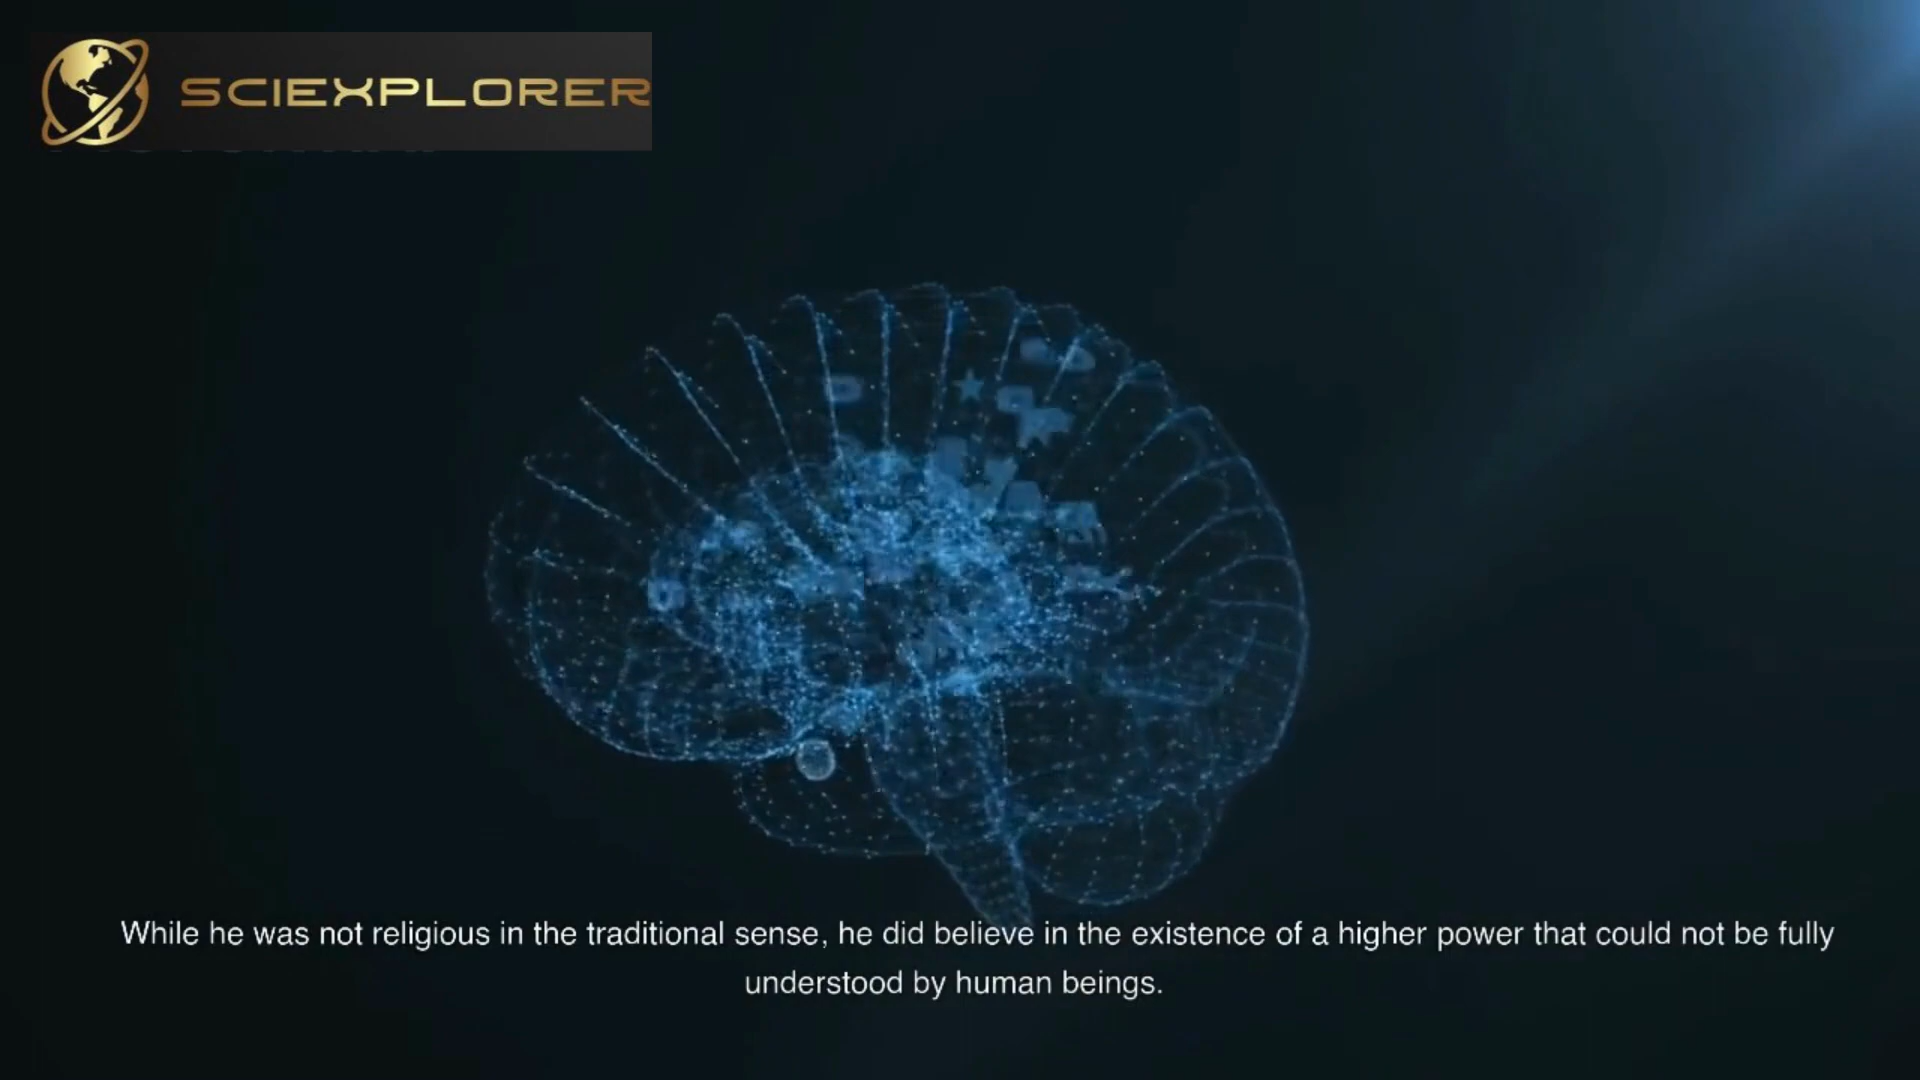 SCIEXPLORER
While he was not religious in the traditional sense, he did believe in the existence of a higher power that could not be fully
understood by human beings.